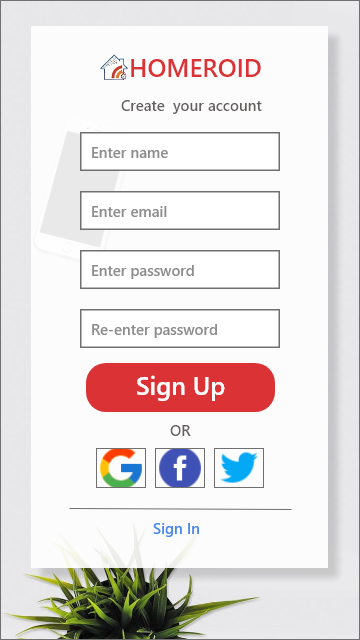 HOMEROID
Create your account
Enter name
Enter email
Enter password
Re-enter password
Sign Up
OR
Sign In